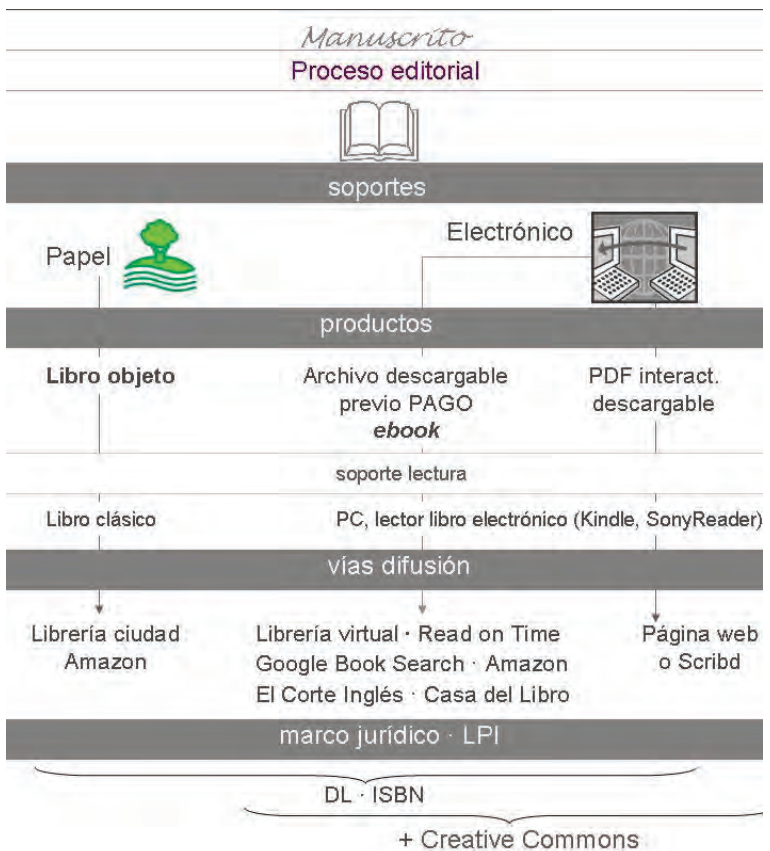 Manuscrito
Proceso editorial
soportes
Papel
Electrónico
productos
Libro objeto
Archivo descargable
previo PAGO
ebook
PDF interact.
descargable
soporte lectura
Libro clásico
PC, lector libro electrónico (Kindle, SonyReader)
vías difusión
Librería ciudad
Amazon
Librería virtual · Read on Time
Google Book Search · Amazon
El Corte Inglés · Casa del Libro
Página web
o Scribd
marco jurídico · LPI
DL · ISBN
+ Creative Commons